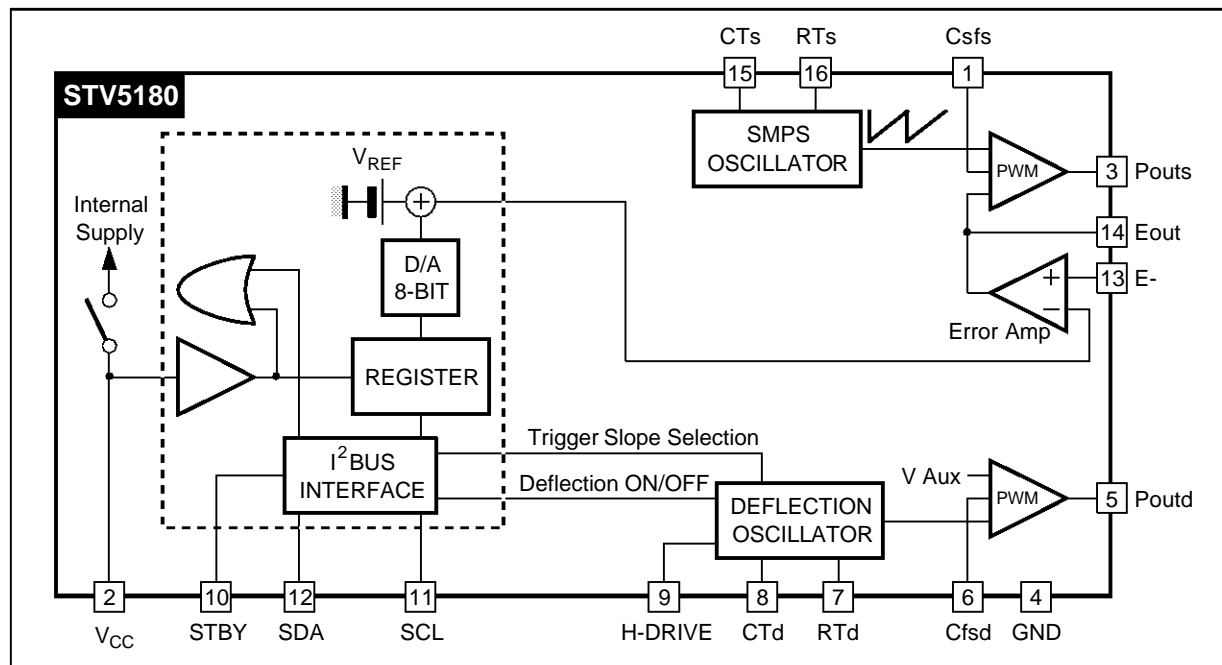 CTs RTs Csfs
15 16 1
STV5180
SMPS
OSCILLATOR
PWM
3 Pouts
V_REF
+
Internal
Supply
14 Eout
D/A
8-BIT
+
13 E-
−
Error Amp
REGISTER
Trigger Slope Selection
I²BUS
INTERFACE
Deflection ON/OFF
V Aux
DEFLECTION
OSCILLATOR
PWM
5 Poutd
2 10 12 11 9 8 7 6 4
V_CC STBY SDA SCL H-DRIVE CTd RTd Cfsd GND